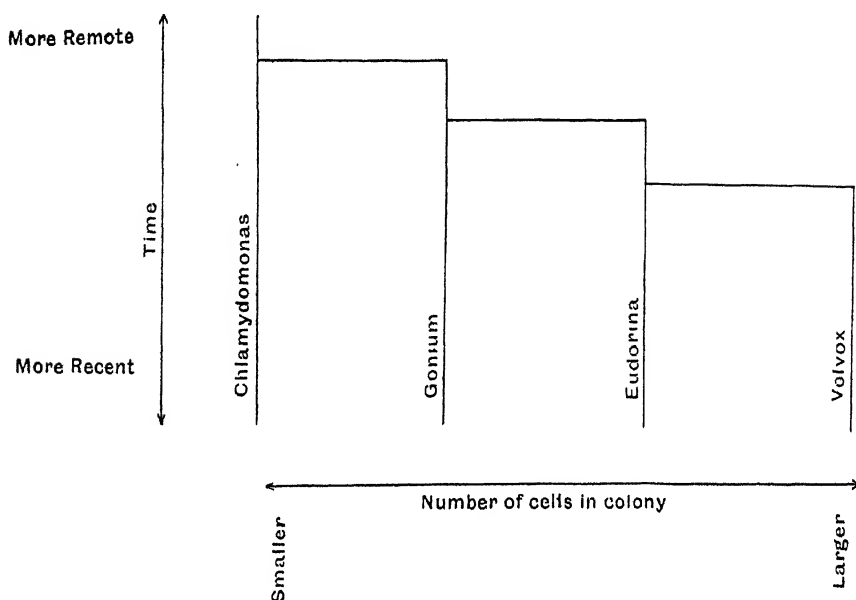 More Remote
Time
More Recent
Chlamydomonas
Gonium
Eudorina
Volvox
Number of cells in colony
Smaller
Larger